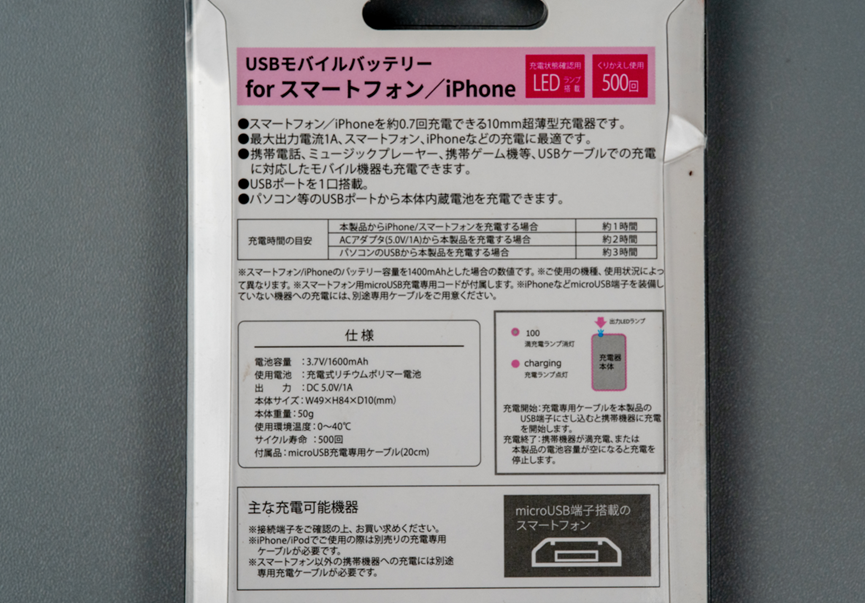 USBモバイルバッテリー
for スマートフォン／iPhone
充電状態確認用
LED ランプ搭載
くりかえし使用
500回
●スマートフォン／iPhoneを約0.7回充電できる10mm超薄型充電器です。
●最大出力電流1A、スマートフォン、iPhoneなどの充電に最適です。
●携帯電話、ミュージックプレーヤー、携帯ゲーム機等、USBケーブルでの充電
に対応したモバイル機器も充電できます。
●USBポートを1口搭載。
●パソコン等のUSBポートから本体内蔵電池を充電できます。
充電時間の目安
本製品からiPhone/スマートフォンを充電する場合 約1時間
ACアダプタ(5.0V/1A)から本製品を充電する場合 約2時間
パソコンのUSBから本製品を充電する場合 約3時間
※スマートフォン/iPhoneのバッテリー容量を1400mAhとした場合の数値です。※ご使用の機種、使用状況によっ
て異なります。※スマートフォン用microUSB充電専用コードが付属します。※iPhoneなどmicroUSB端子を装備し
ていない機器への充電には、別途専用ケーブルをご用意ください。
仕様
電池容量 ：3.7V/1600mAh
使用電池 ：充電式リチウムポリマー電池
出 力 ：DC 5.0V/1A
本体サイズ：W49×H84×D10(mm)
本体重量：50g
使用環境温度：0～40℃
サイクル寿命 ：500回
付属品：microUSB充電専用ケーブル(20cm)
出力LEDランプ
100
満充電ランプ消灯
charging
充電ランプ点灯
充電器
本体
充電開始：充電専用ケーブルを本製品の
USB端子にさし込むと携帯機器に充電
を開始します。
充電終了：携帯機器が満充電、または
本製品の電池容量が空になると充電を
停止します。
主な充電可能機器
※接続端子をご確認の上、お買い求めください。
※iPhone/iPodでご使用の際は別売りの充電専用
ケーブルが必要です。
※スマートフォン以外の携帯機器への充電には別途
専用充電ケーブルが必要です。
microUSB端子搭載の
スマートフォン